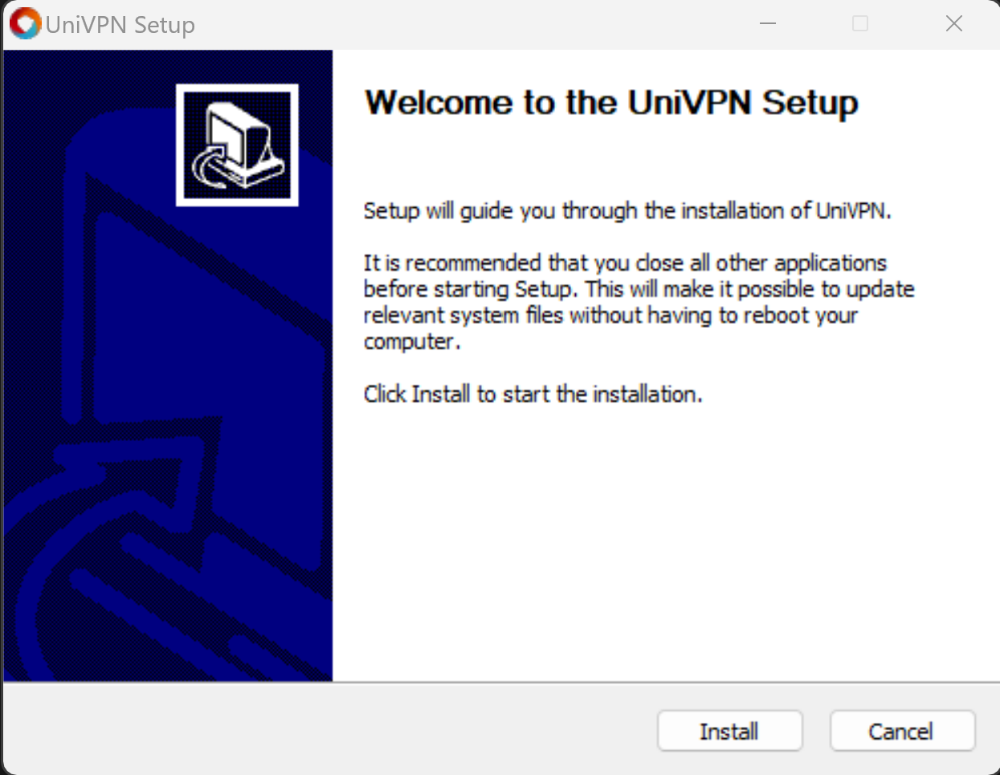 UniVPN Setup
Welcome to the UniVPN Setup
Setup will guide you through the installation of UniVPN.
It is recommended that you close all other applications
before starting Setup. This will make it possible to update
relevant system files without having to reboot your
computer.
Click Install to start the installation.
Install
Cancel